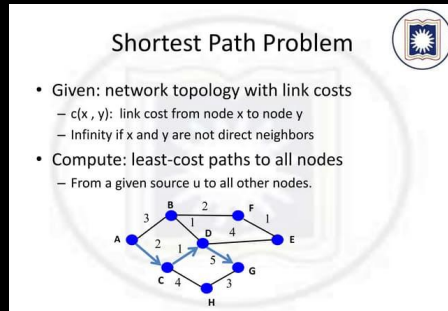 Shortest Path Problem
• Given: network topology with link costs
– c(x , y): link cost from node x to node y
– Infinity if x and y are not direct neighbors
• Compute: least-cost paths to all nodes
– From a given source u to all other nodes.
B 2 F
3 1 1
D 4
A 2 1 E
5
C 4 3 G
H